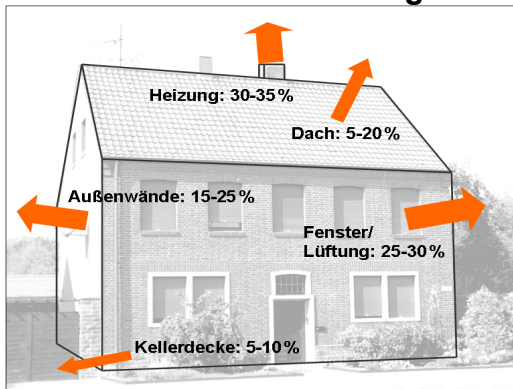 Heizung: 30-35 %
Dach: 5-20 %
Außenwände: 15-25 %
Fenster/
Lüftung: 25-30 %
Kellerdecke: 5-10 %